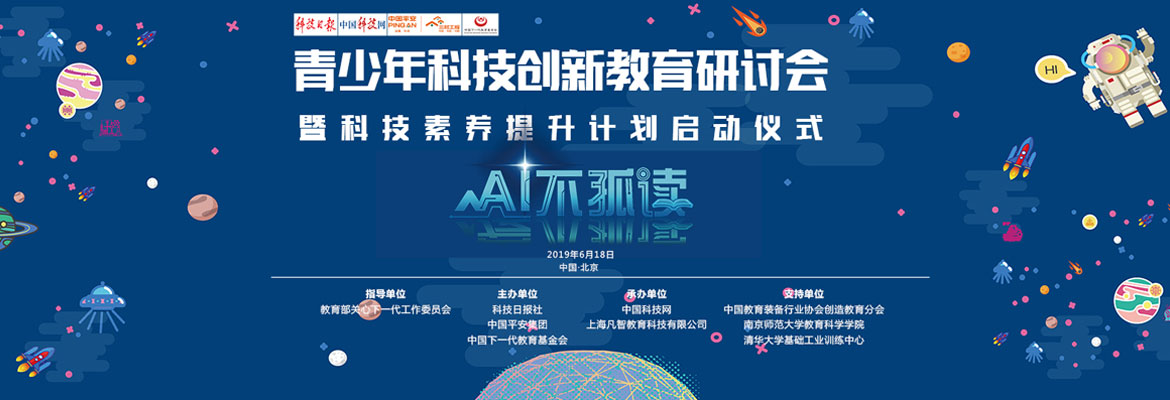 科技日报 中国科技网 中国平安 三村工程
PING AN
青少年科技创新教育研讨会
HI
暨科技素养提升计划启动仪式
AI不孤读
2019年6月18日
中国·北京
指导单位 主办单位 承办单位 支持单位
教育部关心下一代工作委员会 科技日报社 中国科技网 中国教育装备行业协会创造教育分会
中国平安集团 上海凡智教育科技有限公司 南京师范大学教育科学学院
中国下一代教育基金会 清华大学基础工业训练中心